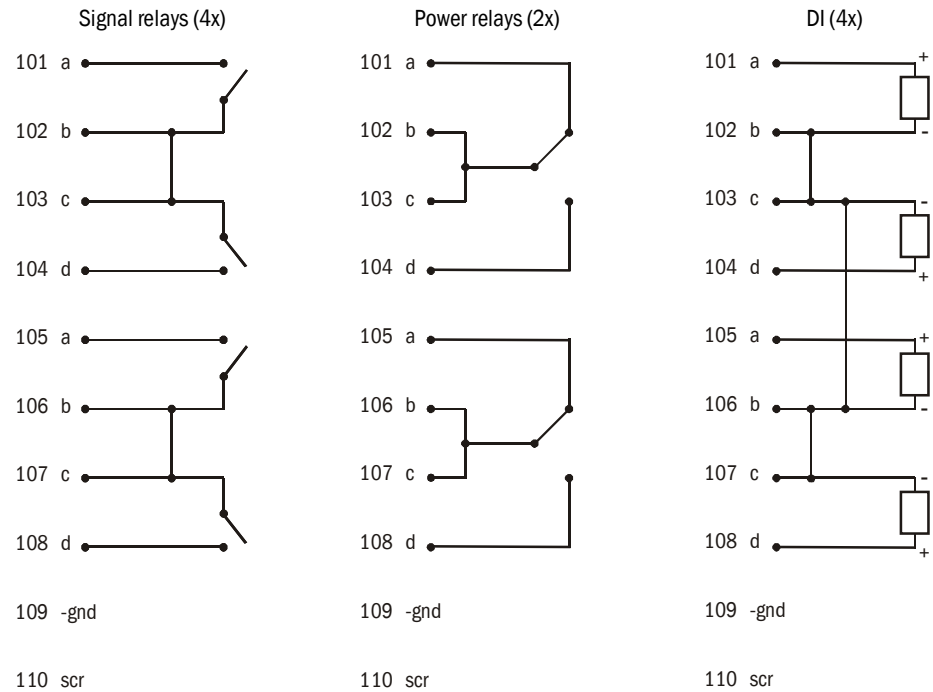 Signal relays (4x)
101 a
102 b
103 c
104 d
105 a
106 b
107 c
108 d
109 -gnd
110 scr
Power relays (2x)
101 a
102 b
103 c
104 d
105 a
106 b
107 c
108 d
109 -gnd
110 scr
DI (4x)
101 a +
102 b -
103 c -
104 d +
105 a +
106 b -
107 c -
108 d +
109 -gnd
110 scr